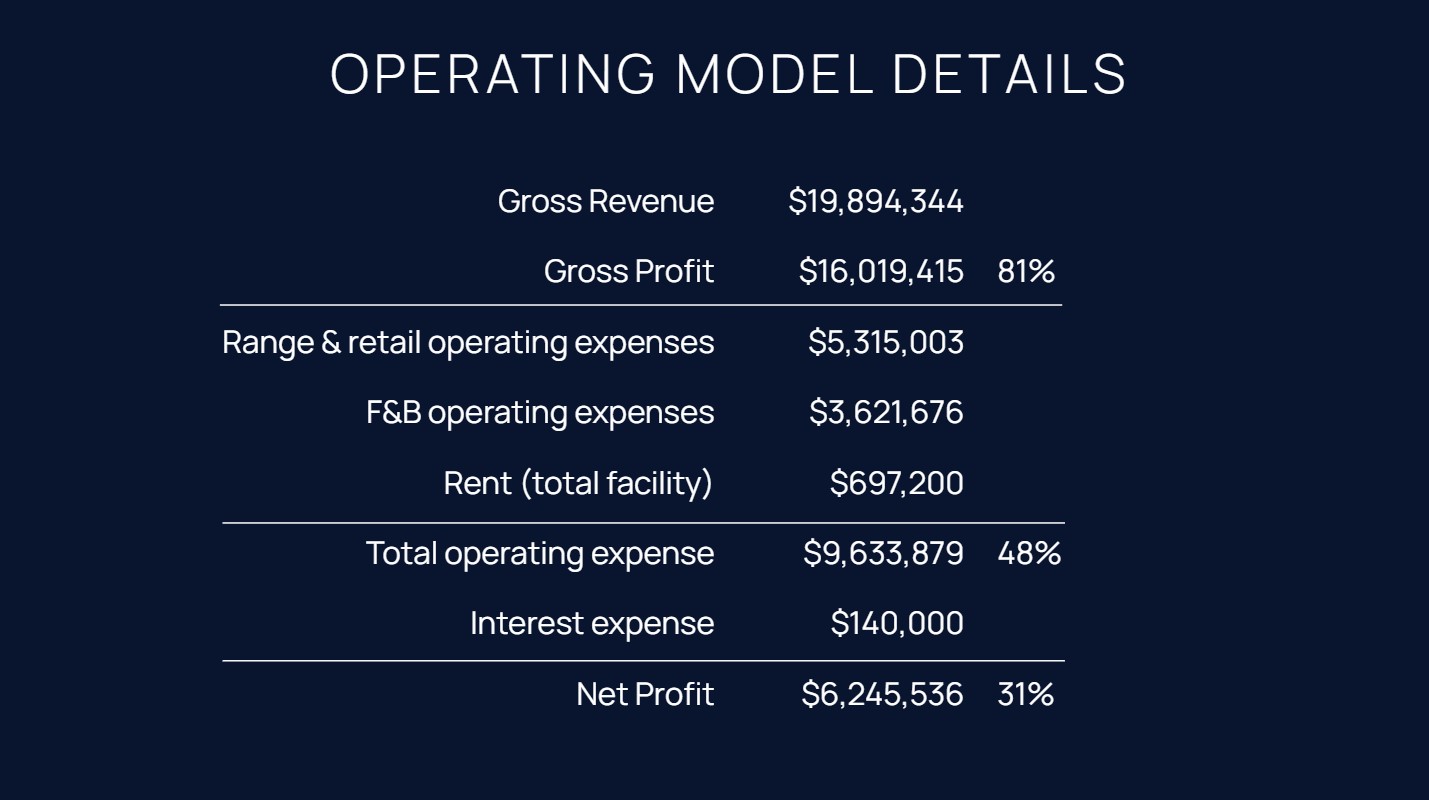 OPERATING MODEL DETAILS
Gross Revenue $19,894,344
Gross Profit $16,019,415 81%
Range & retail operating expenses $5,315,003
F&B operating expenses $3,621,676
Rent (total facility) $697,200
Total operating expense $9,633,879 48%
Interest expense $140,000
Net Profit $6,245,536 31%